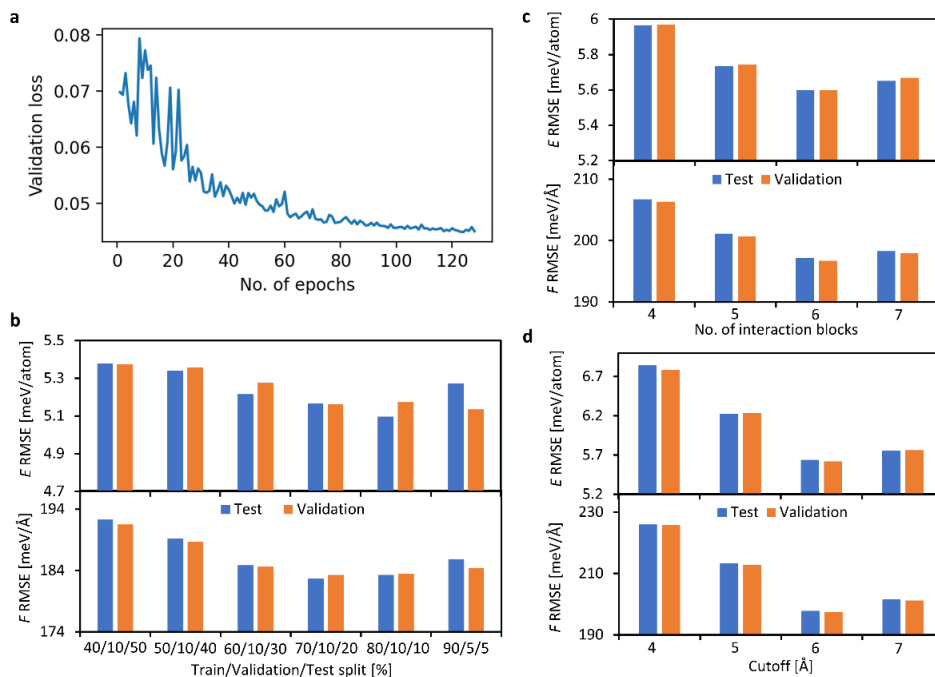 a
0.08
0.07
0.06
0.05
Validation loss
0 20 40 60 80 100 120
No. of epochs
b
5.5
5.3
5.1
4.9
4.7
E RMSE [meV/atom]
194
184
174
F RMSE [meV/Å]
Test Validation
40/10/50 50/10/40 60/10/30 70/10/20 80/10/10 90/5/5
Train/Validation/Test split [%]
c
6
5.8
5.6
5.4
5.2
E RMSE [meV/atom]
210
200
190
F RMSE [meV/Å]
Test Validation
4 5 6 7
No. of interaction blocks
d
6.7
6.2
5.7
5.2
E RMSE [meV/atom]
230
210
190
F RMSE [meV/Å]
Test Validation
4 5 6 7
Cutoff [Å]